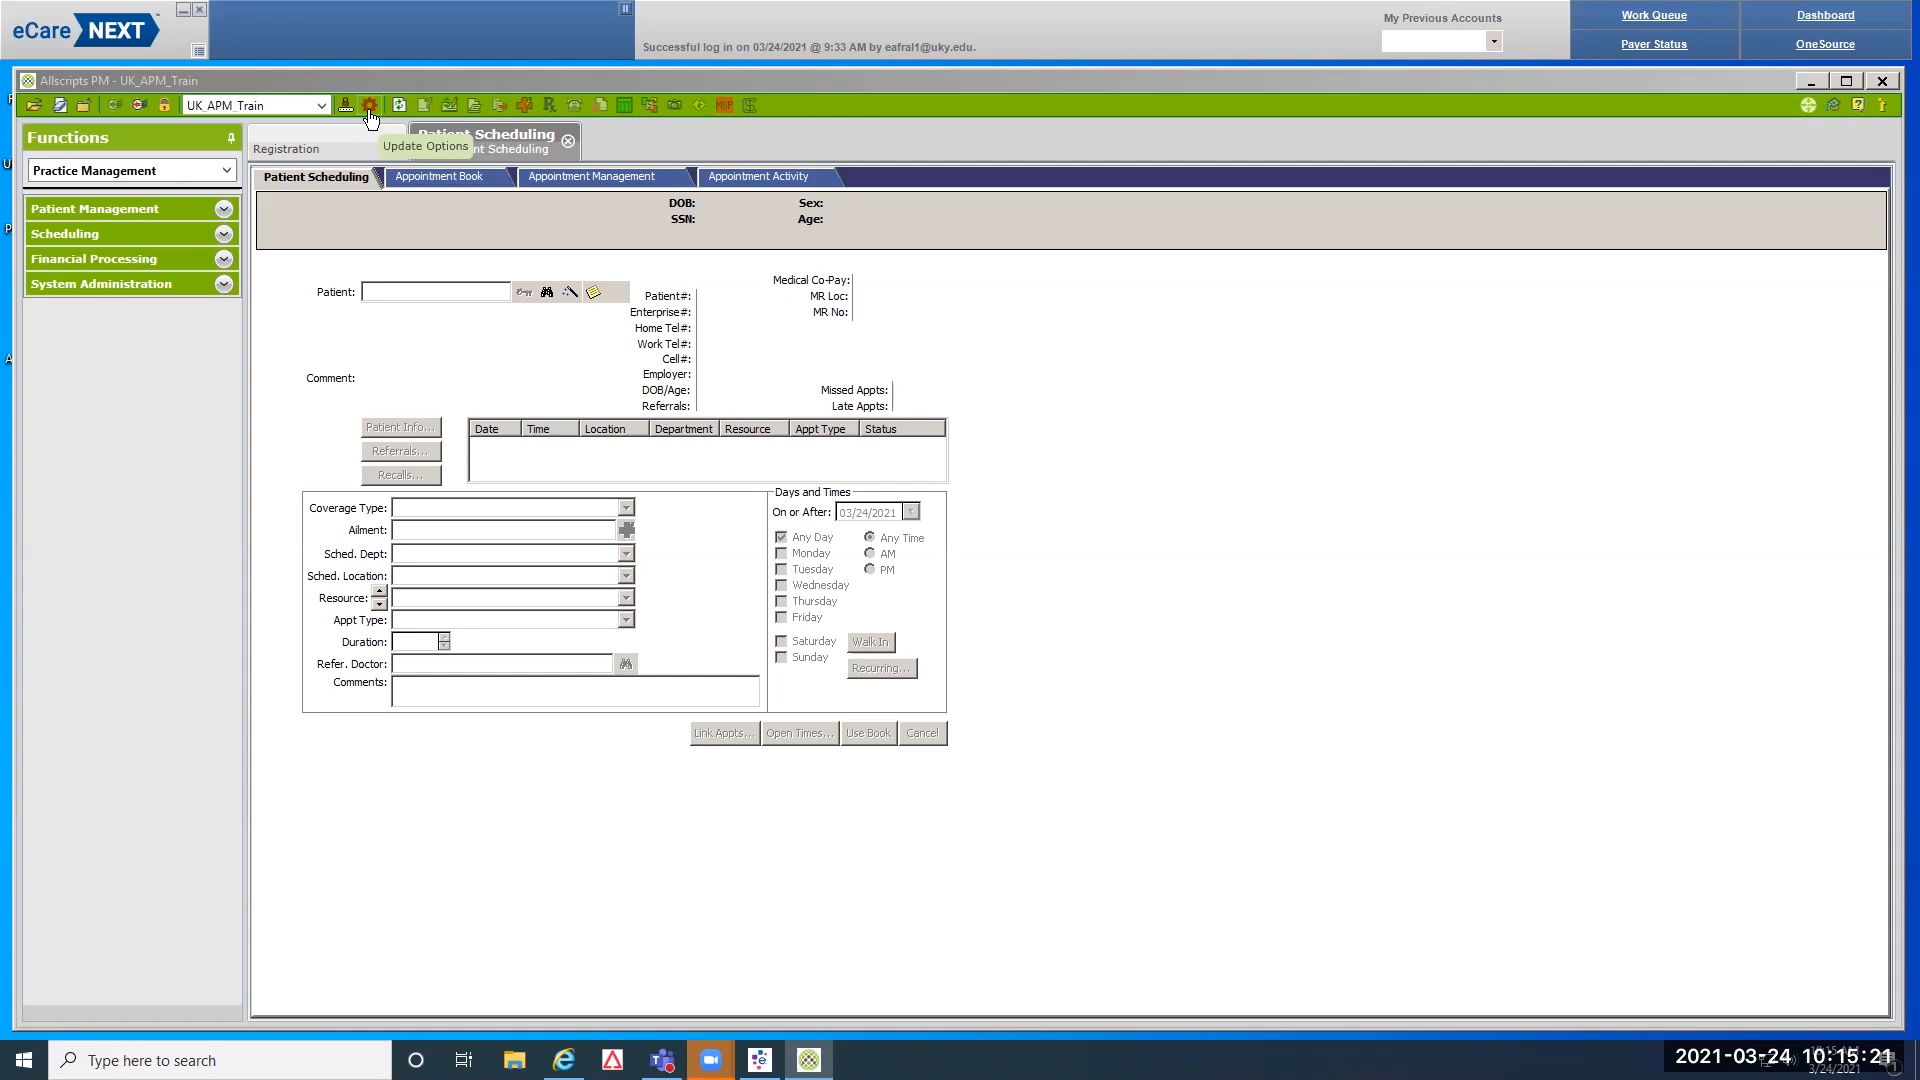 eCare NEXT
Successful log in on 03/24/2021 @ 9:33 AM by eafral1@uky.edu.
My Previous Accounts
Work Queue
Dashboard
Payer Status
OneSource
Allscripts PM - UK_APM_Train
UK_APM_Train
MSP
Functions
Practice Management
Patient Management
Scheduling
Financial Processing
System Administration
Registration
Patient Scheduling
Update Options
nt Scheduling
Patient Scheduling
Appointment Book
Appointment Management
Appointment Activity
DOB:
Sex:
SSN:
Age:
Patient:
Comment:
Patient#:
Enterprise#:
Home Tel#:
Work Tel#:
Cell#:
Employer:
DOB/Age:
Referrals:
Medical Co-Pay:
MR Loc:
MR No:
Missed Appts:
Late Appts:
Patient Info...
Referrals...
Recalls...
Date Time Location Department Resource Appt Type Status
Coverage Type:
Ailment:
Sched. Dept:
Sched. Location:
Resource:
Appt Type:
Duration:
Refer. Doctor:
Comments:
Days and Times
On or After: 03/24/2021
Any Day
Monday
Tuesday
Wednesday
Thursday
Friday
Saturday
Sunday
Any Time
AM
PM
Walk In
Recurring...
Link Appts...
Open Times...
Use Book
Cancel
Type here to search
2021-03-24 10:15:21
3/24/2021